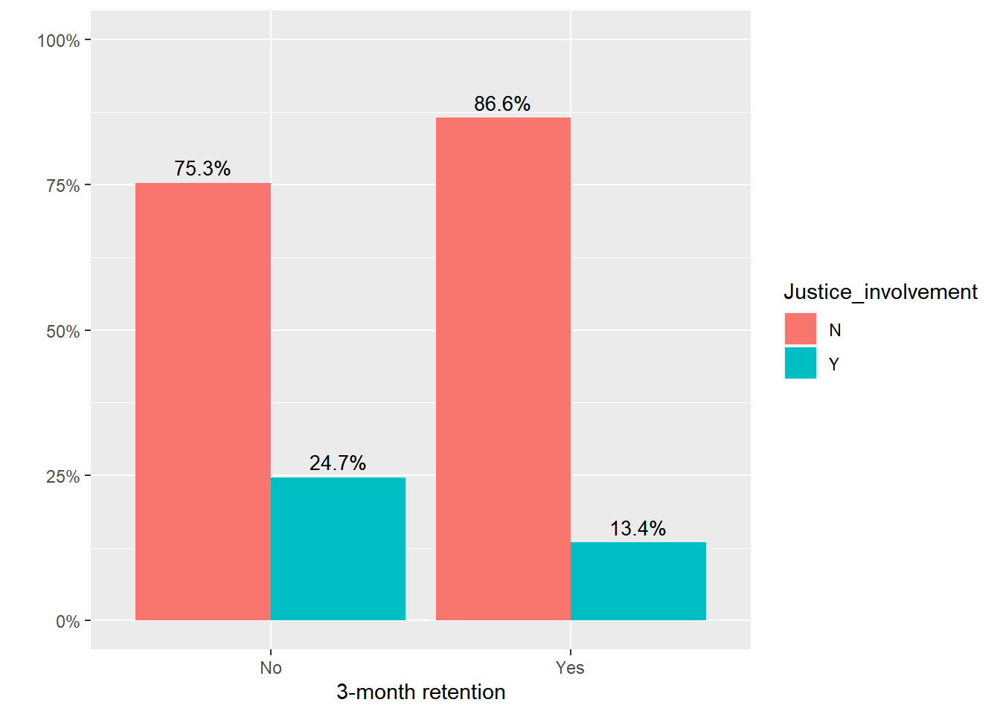 100%
75%
50%
25%
0%
75.3%
24.7%
86.6%
13.4%
No
Yes
3-month retention
Justice_involvement
N
Y